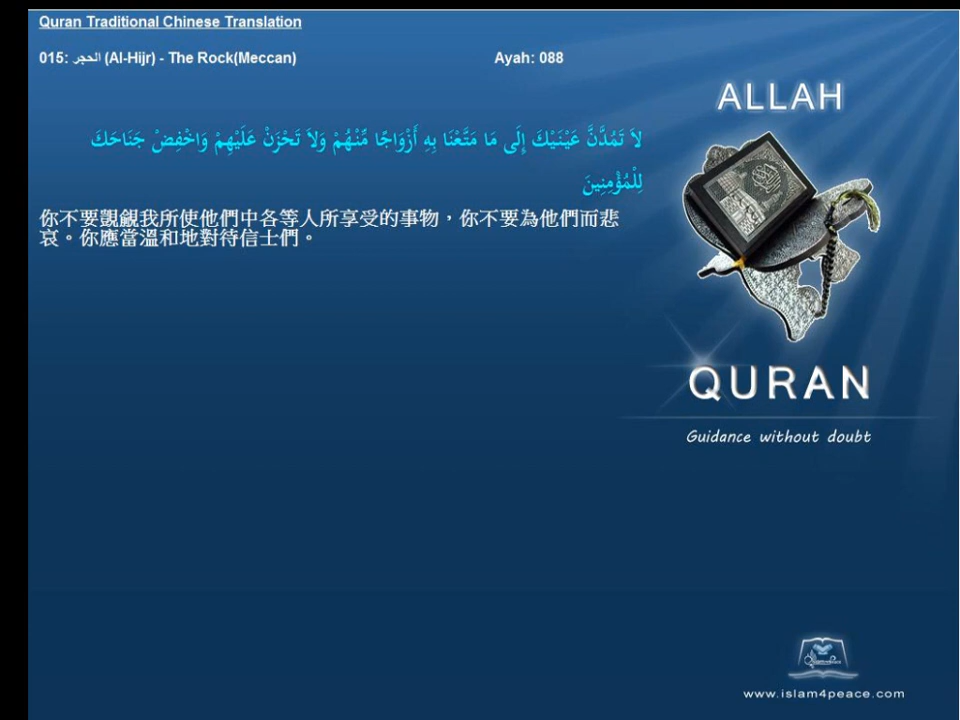 Quran Traditional Chinese Translation
015: الحجر (Al-Hijr) - The Rock(Meccan) Ayah: 088
لاَ تَمُدَّنَّ عَيْنَيْكَ إِلَى مَا مَتَّعْنَا بِهِ أَزْوَاجًا مِّنْهُمْ وَلاَ تَحْزَنْ عَلَيْهِمْ وَاخْفِضْ جَنَاحَكَ
لِلْمُؤْمِنِينَ
你不要覬覦我所使他們中各等人所享受的事物，你不要為他們而悲
哀。你應當溫和地對待信士們。
ALLAH
QURAN
Guidance without doubt
www.islam4peace.com